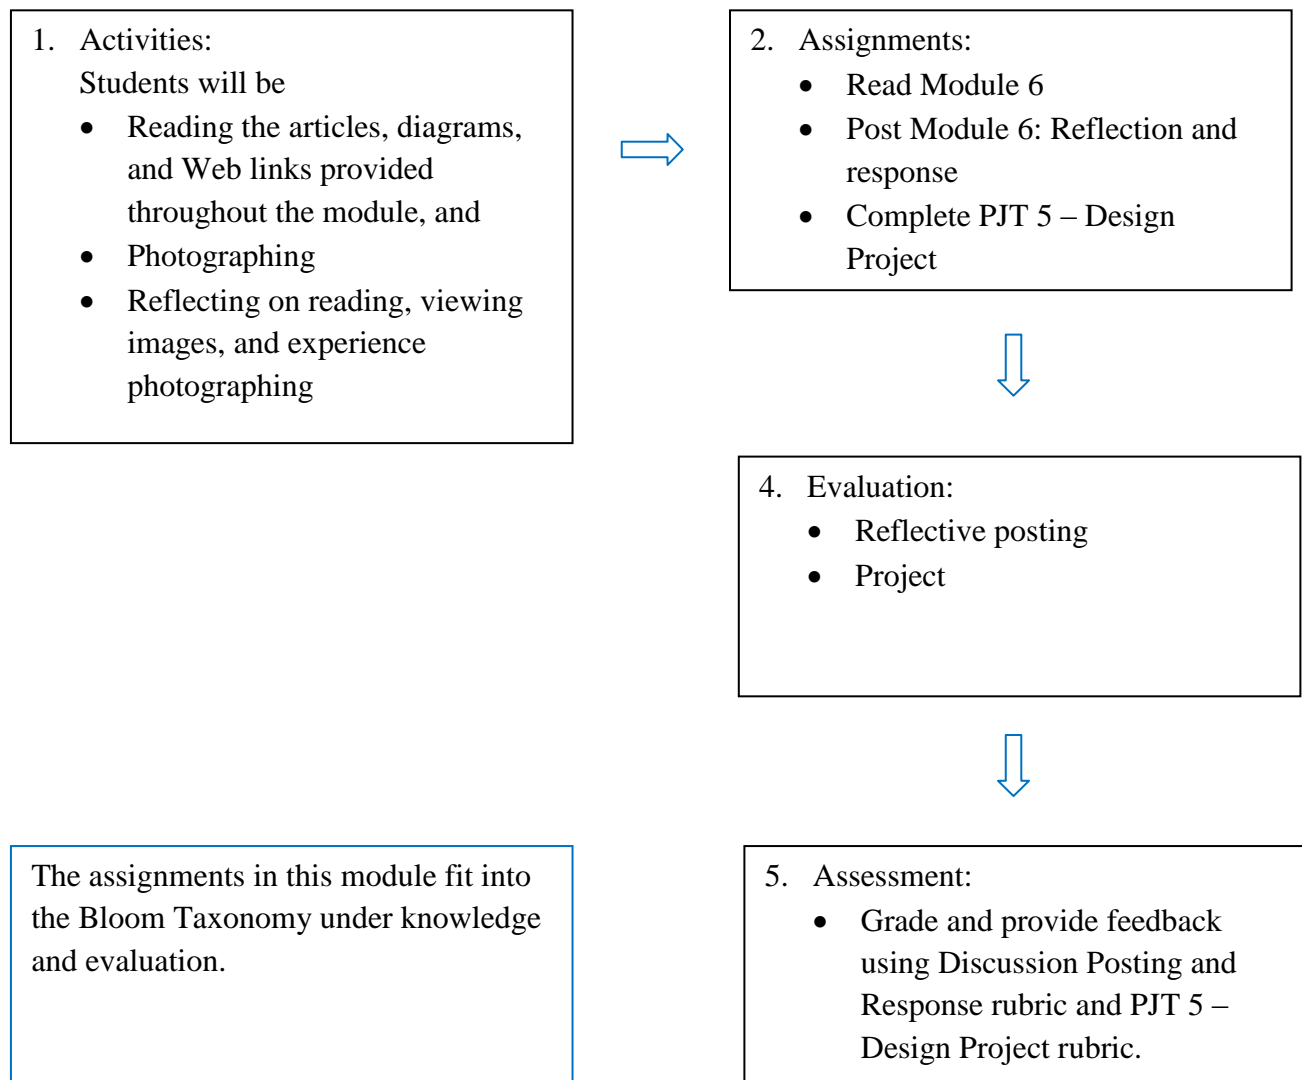 1. Activities:
Students will be
• Reading the articles, diagrams,
and Web links provided
throughout the module, and
• Photographing
• Reflecting on reading, viewing
images, and experience
photographing
2. Assignments:
• Read Module 6
• Post Module 6: Reflection and
response
• Complete PJT 5 – Design
Project
4. Evaluation:
• Reflective posting
• Project
The assignments in this module fit into
the Bloom Taxonomy under knowledge
and evaluation.
5. Assessment:
• Grade and provide feedback
using Discussion Posting and
Response rubric and PJT 5 –
Design Project rubric.